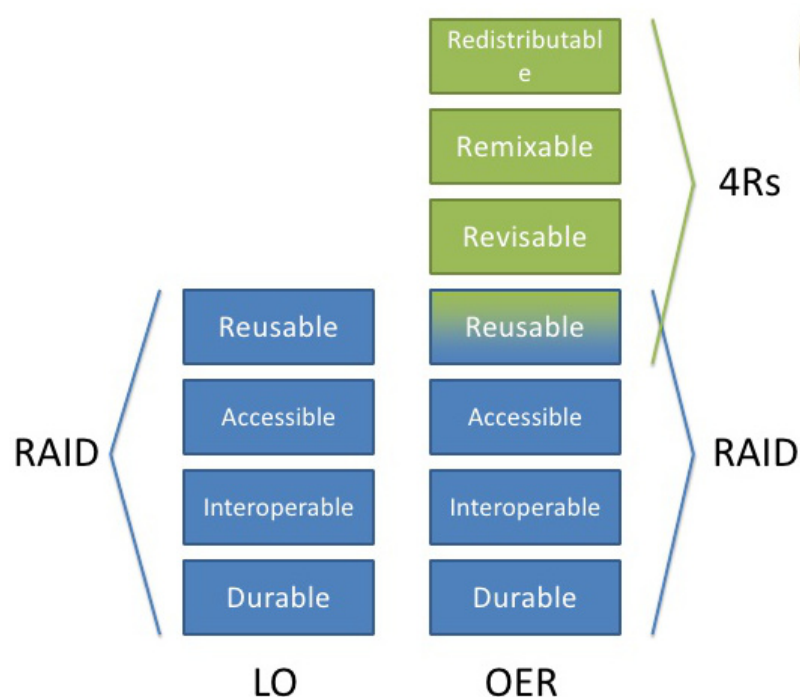 Redistributabl
e
Remixable
4Rs
Revisable
Reusable
Reusable
Accessible
Accessible
RAID
RAID
Interoperable
Interoperable
Durable
Durable
LO
OER